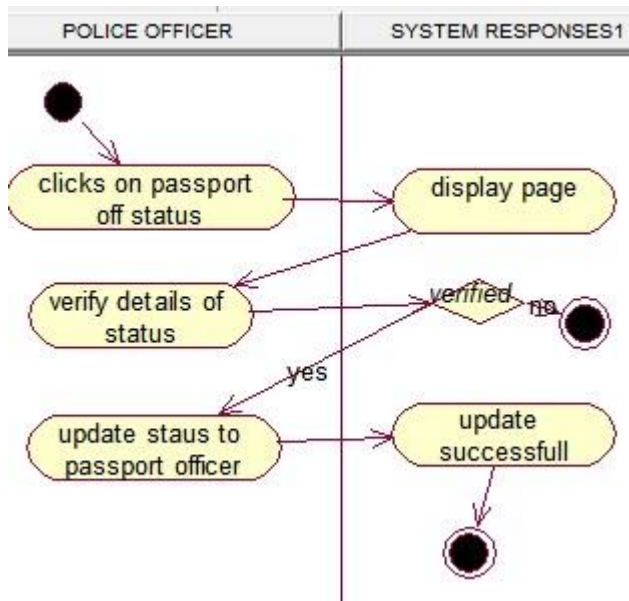 POLICE OFFICER
SYSTEM RESPONSES1
clicks on passport
off status
display page
verify details of
status
verified
no
yes
update staus to
passport officer
update
successfull